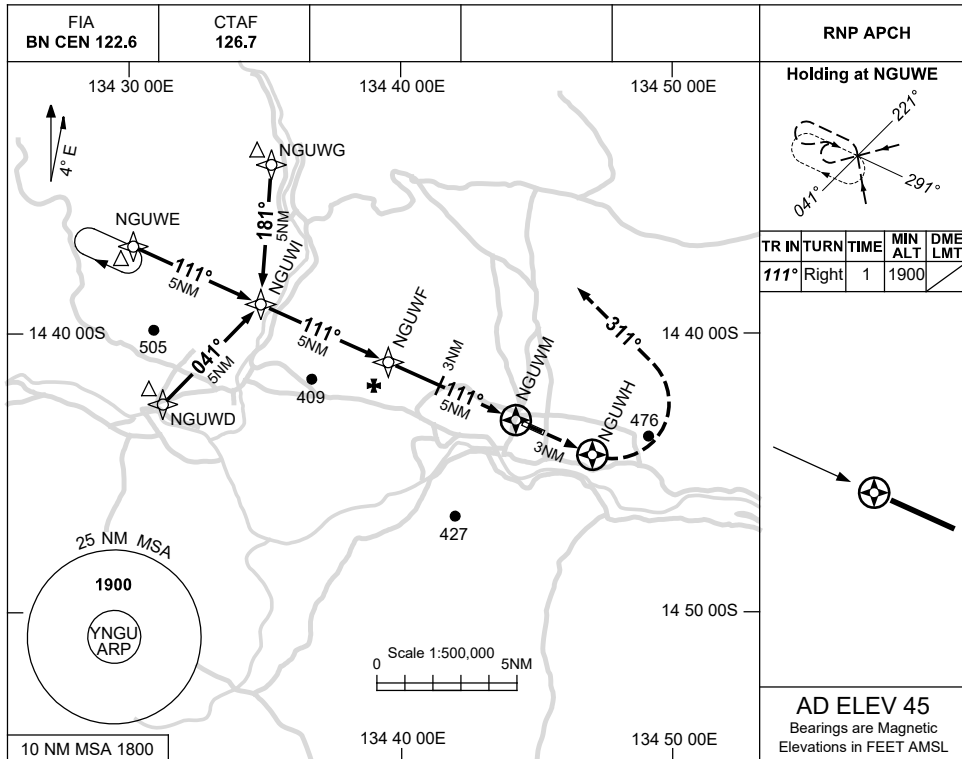 FIA
BN CEN 122.6
CTAF
126.7
RNP APCH
134 30 00E
134 40 00E
134 50 00E
Holding at NGUWE
221°
291°
041°
TR IN TURN TIME MIN ALT DME LMT
111° Right 1 1900
4° E
NGUWG
181°
5NM
NGUWE
111°
5NM
NGUWI
111°
5NM
NGUWF
3NM
111°
5NM
NGUWM
3NM
NGUWH
311°
14 40 00S
14 40 00S
505
041°
5NM
NGUWD
409
476
427
25 NM MSA
1900
YNGU
ARP
14 50 00S
Scale 1:500,000
0
5NM
10 NM MSA 1800
134 40 00E
134 50 00E
AD ELEV 45
Bearings are Magnetic
Elevations in FEET AMSL